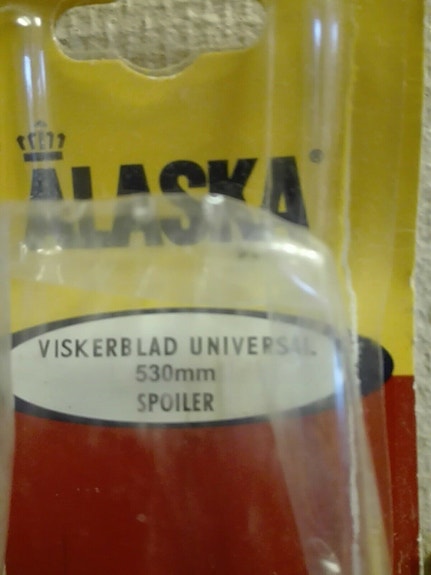 ALASKA®
VISKERBLAD UNIVERSAL
530mm
SPOILER